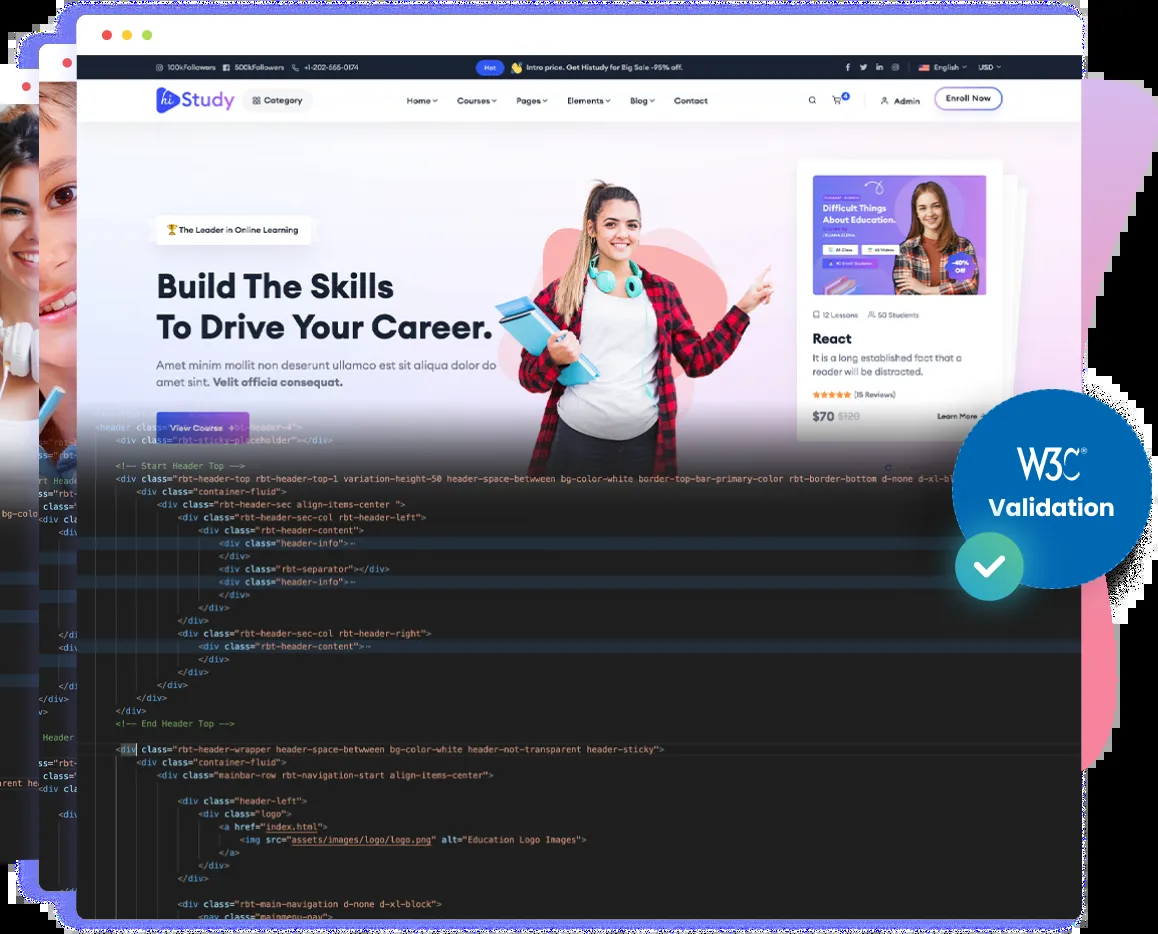 100kFollowers 500kFollowers +1-202-555-0174 Hot Intro price. Get Histudy for Big Sale -95% off. English USD
hi Study Category Home Courses Pages Elements Blog Contact 4 Admin Enroll Now
The Leader in Online Learning
Build The Skills
To Drive Your Career.
Amet minim mollit non deserunt ullamco est sit aliqua dolor do
amet sint. Velit officia consequat.
View Course
Difficult Things
About Education.
-40%
Off
12 Lessons 50 Students
React
It is a long established fact that a
reader will be distracted.
(15 Reviews)
$70 $120 Learn More
W3C®
Validation
<div class="rbt-sticky-placeholder"></div>
<!-- Start Header Top -->
<div class="rbt-header-top rbt-header-top-1 variation-height-50 header-space-between bg-color-white border-top-bar-primary-color rbt-border-bottom d-none d-xl-bl
<div class="container-fluid">
<div class="rbt-header-sec align-items-center ">
<div class="rbt-header-sec-col rbt-header-left">
<div class="rbt-header-content">
<div class="header-info">
</div>
<div class="rbt-separator"></div>
<div class="header-info">
</div>
</div>
</div>
<div class="rbt-header-sec-col rbt-header-right">
<div class="rbt-header-content">
</div>
</div>
</div>
</div>
</div>
<!-- End Header Top -->
<div class="rbt-header-wrapper header-space-betwween bg-color-white header-not-transparent header-sticky">
<div class="container-fluid">
<div class="mainbar-row rbt-navigation-start align-items-center">
<div class="header-left">
<div class="logo">
<a href="index.html">
<img src="assets/images/logo/logo.png" alt="Education Logo Images">
</a>
</div>
</div>
<div class="rbt-main-navigation d-none d-xl-block">
<nav class="mainmenu-nav">